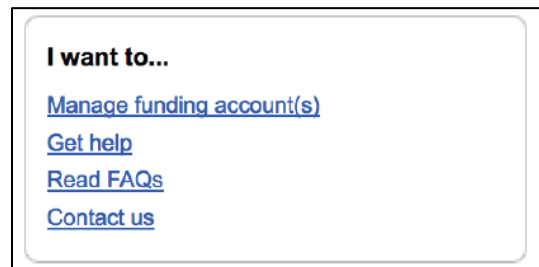 I want to...
Manage funding account(s)
Get help
Read FAQs
Contact us